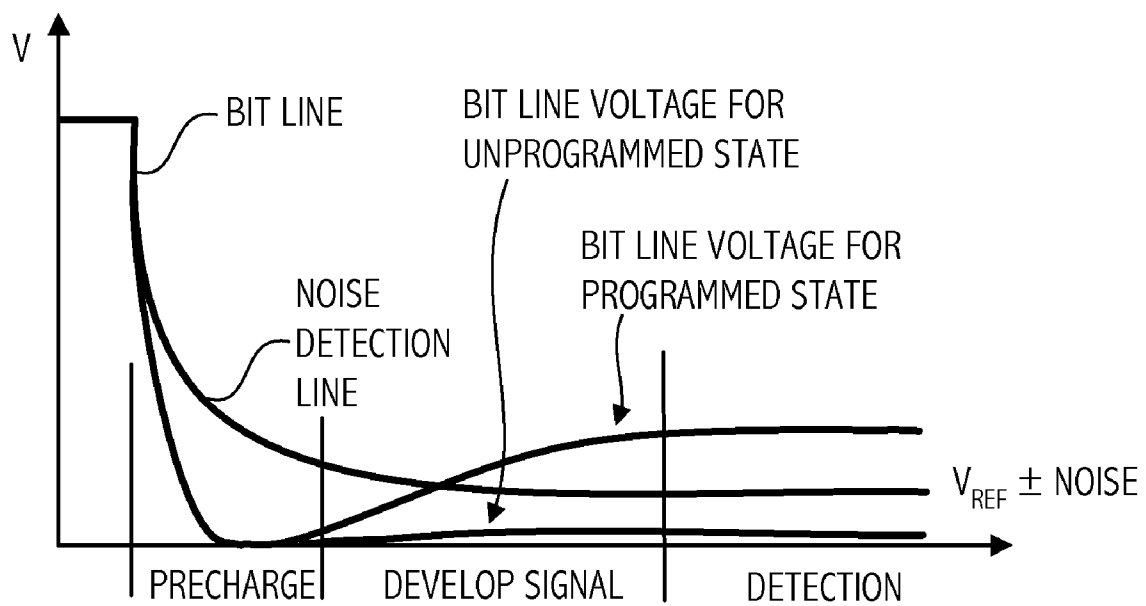 V
BIT LINE
BIT LINE VOLTAGE FOR
UNPROGRAMMED STATE
BIT LINE VOLTAGE FOR
PROGRAMMED STATE
NOISE
DETECTION
LINE
V_REF ± NOISE
PRECHARGE
DEVELOP SIGNAL
DETECTION